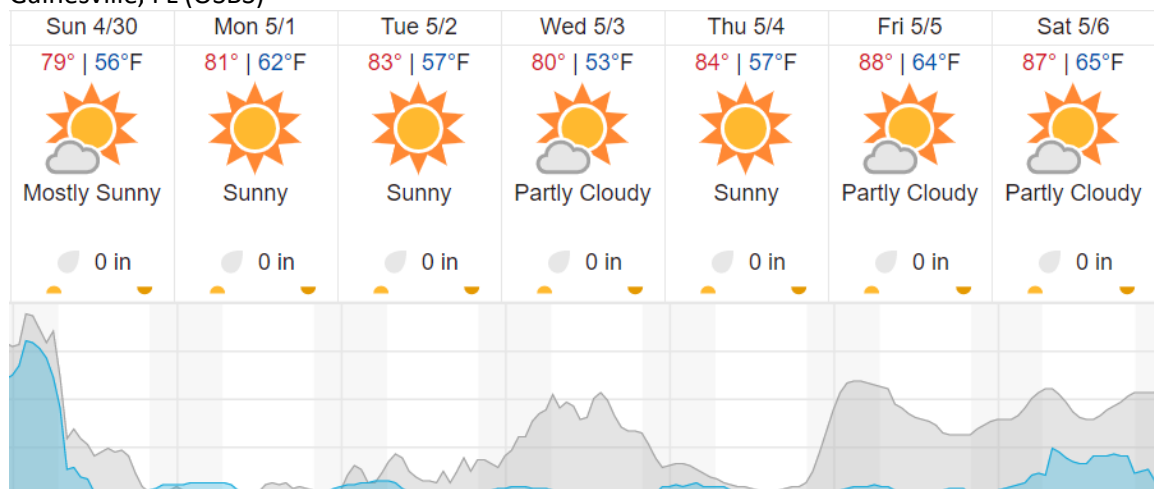 Gainesville, FL (OSBS)
Sun 4/30 Mon 5/1 Tue 5/2 Wed 5/3 Thu 5/4 Fri 5/5 Sat 5/6
79° | 56°F 81° | 62°F 83° | 57°F 80° | 53°F 84° | 57°F 88° | 64°F 87° | 65°F
Mostly Sunny Sunny Sunny Partly Cloudy Sunny Partly Cloudy Partly Cloudy
0 in 0 in 0 in 0 in 0 in 0 in 0 in